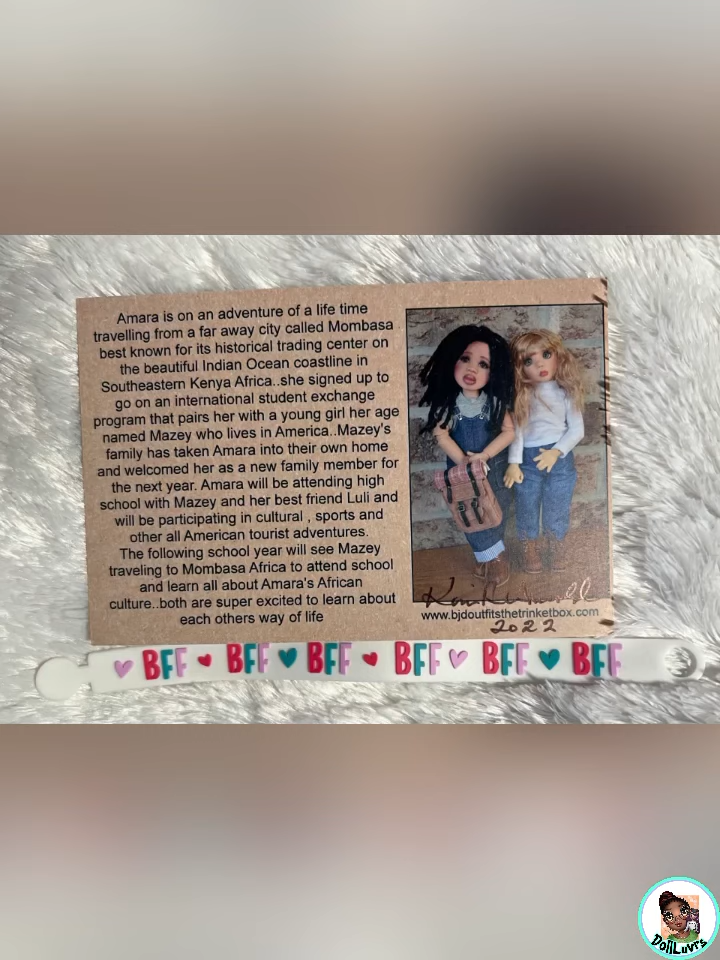 Amara is on an adventure of a life time
travelling from a far away city called Mombasa
best known for its historical trading center on
the beautiful Indian Ocean coastline in
Southeastern Kenya Africa..she signed up to
go on an international student exchange
program that pairs her with a young girl her age
named Mazey who lives in America..Mazey's
family has taken Amara into their own home
and welcomed her as a new family member for
the next year. Amara will be attending high
school with Mazey and her best friend Luli and
will be participating in cultural , sports and
other all American tourist adventures.
The following school year will see Mazey
traveling to Mombasa Africa to attend school
and learn all about Amara's African
culture..both are super excited to learn about
each others way of life
www.bjdoutfitsthetrinketbox.com
2022
BFF BFF BFF BFF BFF BFF
DollLuvrs